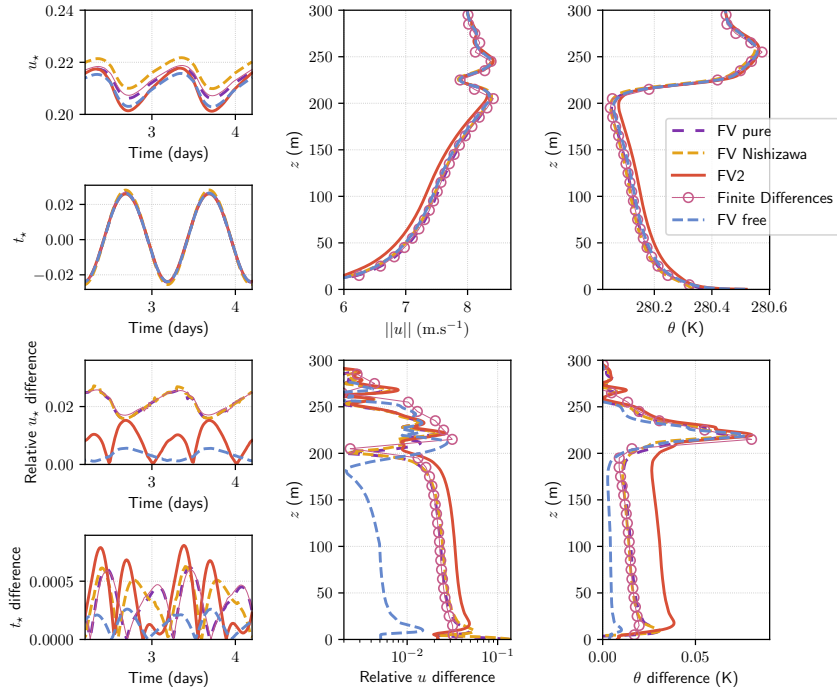 0.22
0.21
0.20
u⋆
3
4
Time (days)
0.02
0.00
−0.02
t⋆
3
4
Time (days)
300
250
200
150
100
50
0
z (m)
6
7
8
||u|| (m.s⁻¹)
300
250
200
150
100
50
0
z (m)
280.2
280.4
280.6
θ (K)
FV pure
FV Nishizawa
FV2
Finite Differences
FV free
0.02
0.00
Relative u⋆ difference
3
4
Time (days)
0.0005
0.0000
t⋆ difference
3
4
Time (days)
300
250
200
150
100
50
0
z (m)
10⁻²
10⁻¹
Relative u difference
300
250
200
150
100
50
0
z (m)
0.00
0.05
θ difference (K)